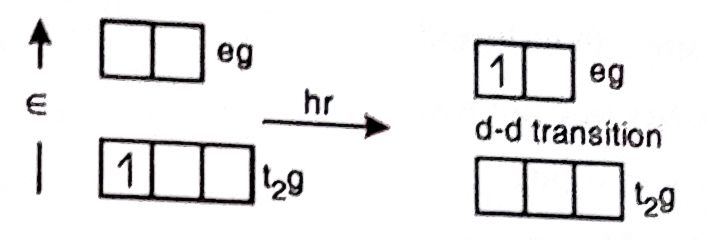 eg
∈
hr
1
t₂g
1
eg
d-d transition
t₂g